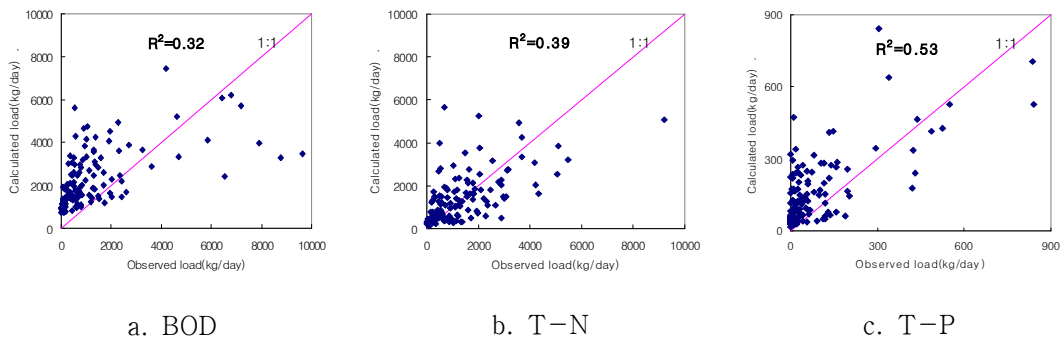 10000
8000
6000
4000
2000
0
Calculated load(kg/day) .
R²=0.32
1:1
0 2000 4000 6000 8000 10000
Observed load(kg/day)
a. BOD
10000
8000
6000
4000
2000
0
Calculated load(kg/day) .
R²=0.39
1:1
0 2000 4000 6000 8000 10000
Observed load(kg/day)
b. T-N
900
600
300
0
Calculated load(kg/day) .
R²=0.53
1:1
0 300 600 900
Observed load(kg/day)
c. T-P